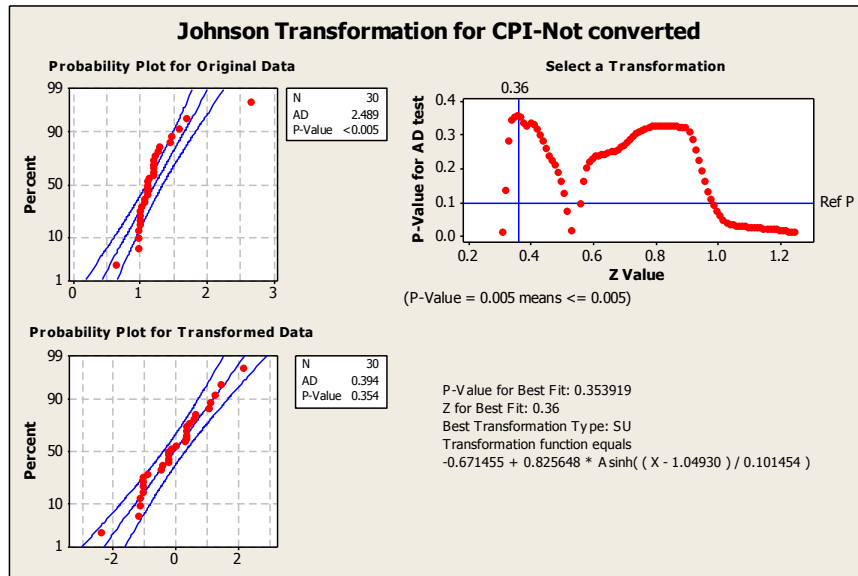 Johnson Transformation for CPI-Not converted
Probability Plot for Original Data
99
90
50
10
1
Percent
0 1 2 3
N 30
AD 2.489
P-Value <0.005
Select a Transformation
0.36
0.4
0.3
0.2
0.1
0.0
P-Value for AD test
Ref P
0.2 0.4 0.6 0.8 1.0 1.2
Z Value
(P-Value = 0.005 means <= 0.005)
Probability Plot for Transformed Data
99
90
50
10
1
Percent
-2 0 2
N 30
AD 0.394
P-Value 0.354
P-Value for Best Fit: 0.353919
Z for Best Fit: 0.36
Best Transformation Type: SU
Transformation function equals
-0.671455 + 0.825648 * Asinh( ( X - 1.04930 ) / 0.101454 )